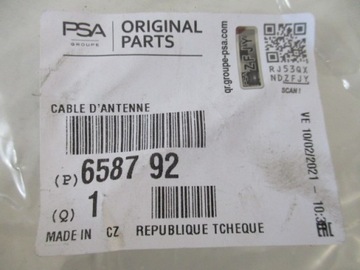 PSA
GROUPE
ORIGINAL
PARTS
qr.groupe-psa.com
RJ53QX
NDZFJY
SCAN!
CABLE D'ANTENNE
(P) 6587 92
(Q) 1
MADE IN CZ REPUBLIQUE TCHEQUE
VE 10/02/2021 - 10:3